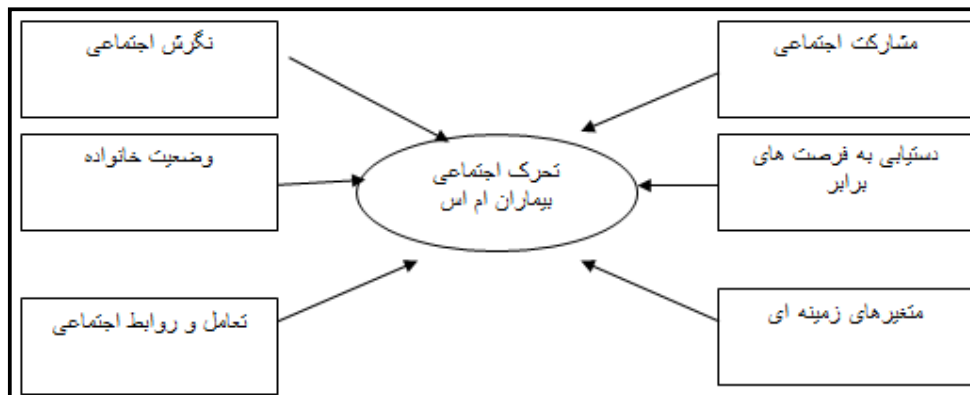 مشارکت اجتماعی
نگرش اجتماعی
دستیابی به فرصت های
برابر
تحرک اجتماعی
بیماران ام اس
وضعیت خانواده
متغیرهای زمینه ای
تعامل و روابط اجتماعی